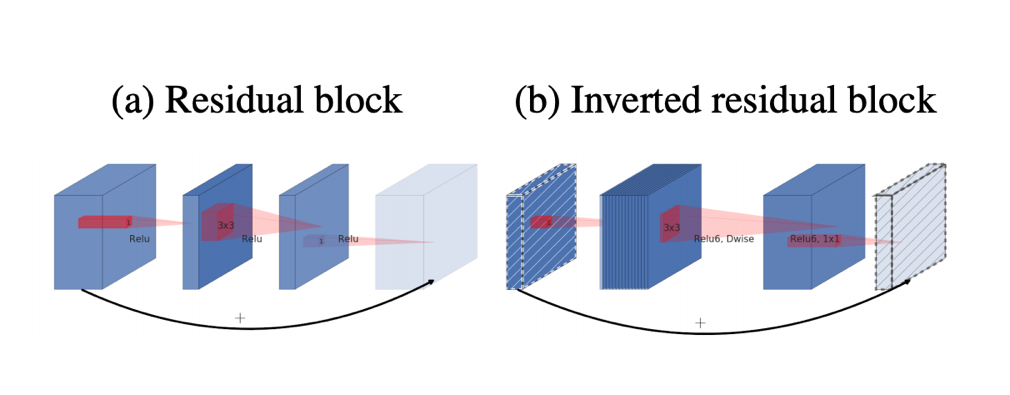 (a) Residual block
(b) Inverted residual block
1
Relu
3x3
Relu
1
Relu
+
3x3
Relu6, Dwise
Relu6, 1x1
+